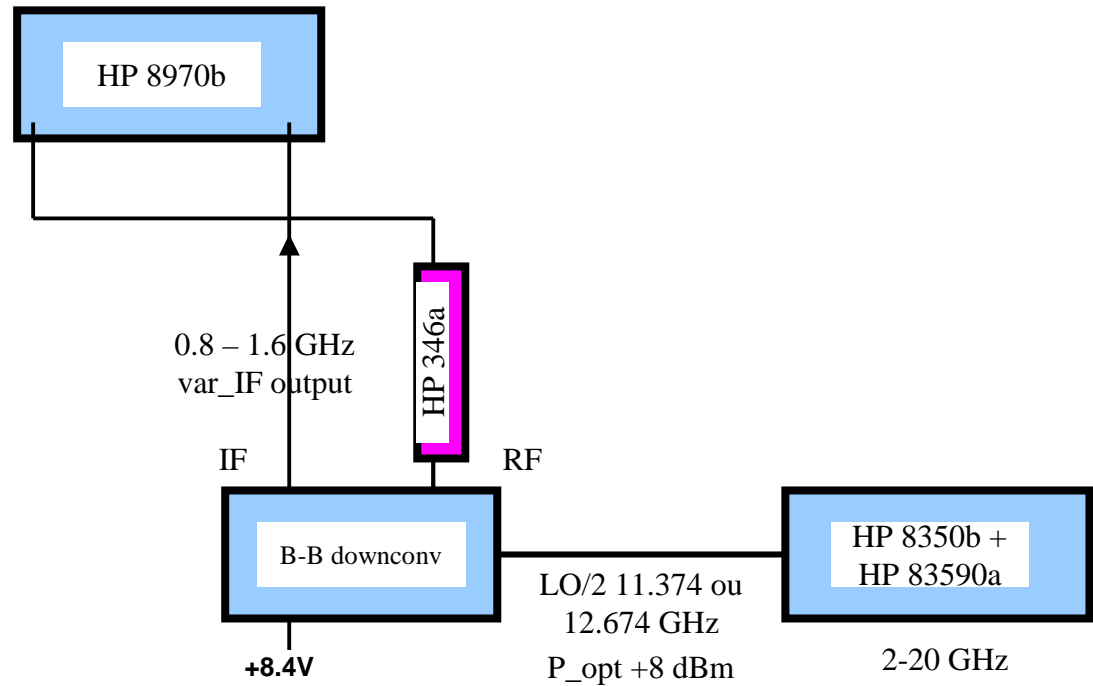 HP 8970b
0.8 – 1.6 GHz
var_IF output
HP 346a
IF
RF
B-B downconv
LO/2 11.374 ou
12.674 GHz
P_opt +8 dBm
HP 8350b +
HP 83590a
2-20 GHz
+8.4V